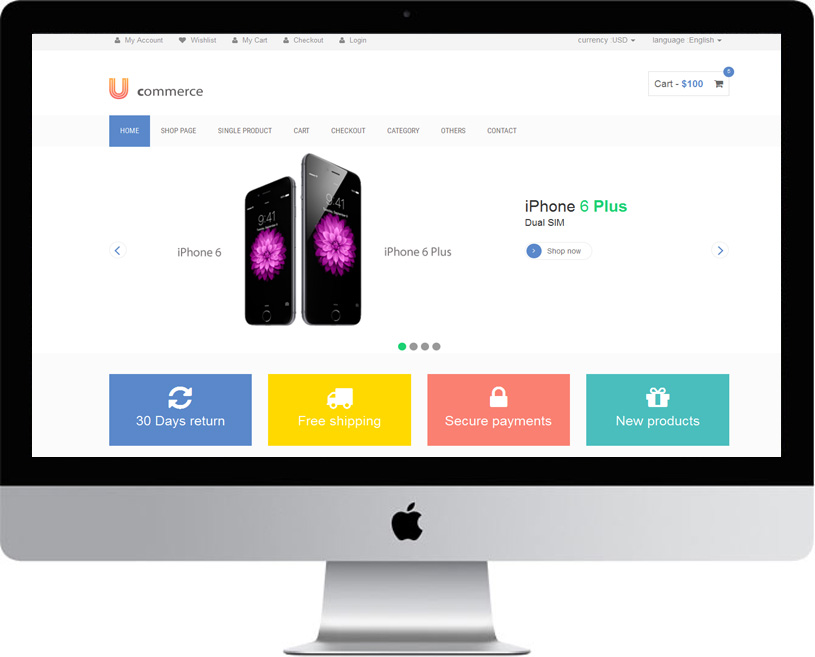 My Account Wishlist My Cart Checkout Login currency :USD language :English
U commerce
Cart - $100 5
HOME SHOP PAGE SINGLE PRODUCT CART CHECKOUT CATEGORY OTHERS CONTACT
9:41
9:41
iPhone 6
iPhone 6 Plus
iPhone 6 Plus
Dual SIM
Shop now
30 Days return
Free shipping
Secure payments
New products